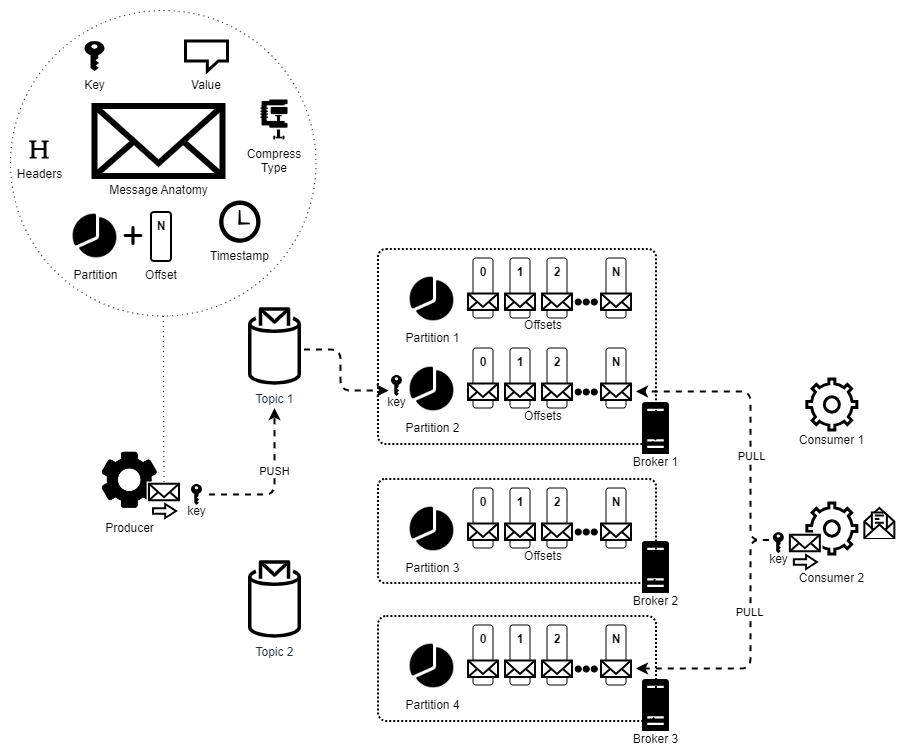 Key
Value
H
Headers
Compress
Type
Message Anatomy
N
Partition
Offset
Timestamp
0 1 2 N
Offsets
Partition 1
0 1 2 N
key
Offsets
Partition 2
Broker 1
Topic 1
PUSH
Producer
key
Topic 2
0 1 2 N
Offsets
Partition 3
Broker 2
0 1 2 N
Partition 4
Broker 3
Consumer 1
PULL
key
Consumer 2
PULL